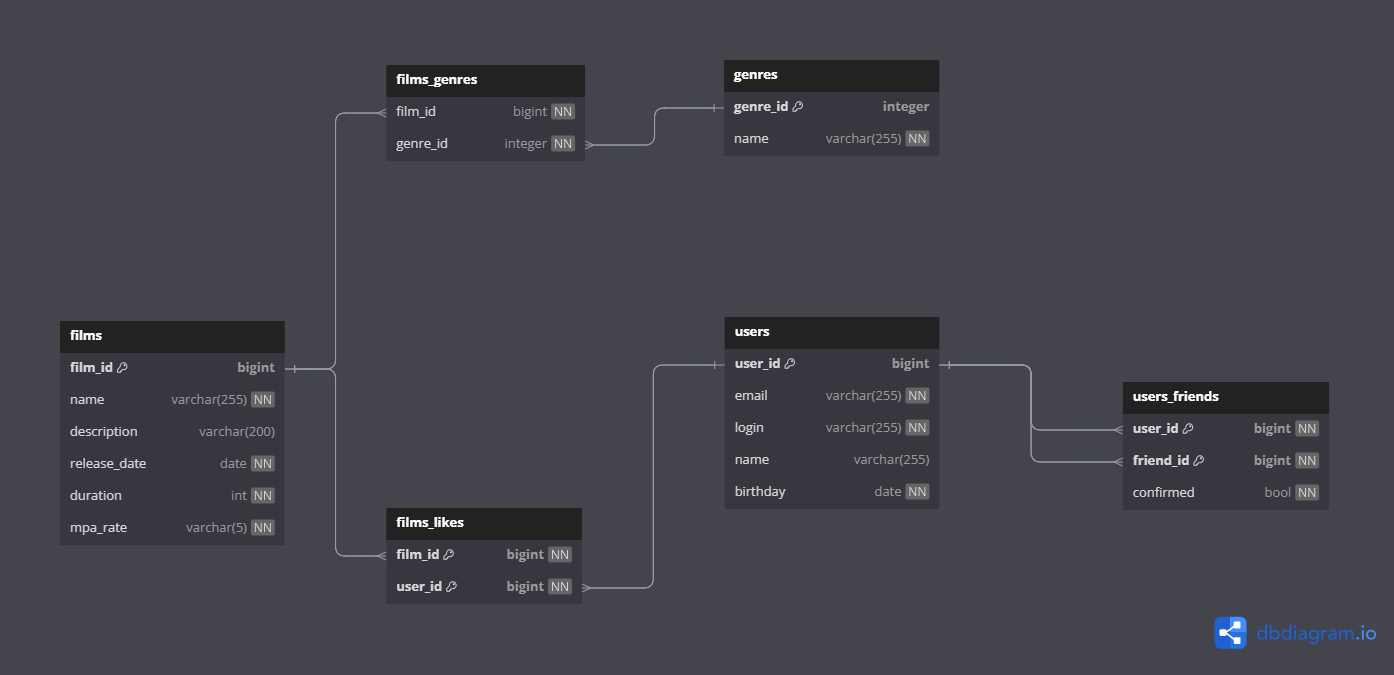 films_genres
film_id bigint NN
genre_id integer NN
genres
genre_id integer
name varchar(255) NN
films
film_id bigint
name varchar(255) NN
description varchar(200)
release_date date NN
duration int NN
mpa_rate varchar(5) NN
users
user_id bigint
email varchar(255) NN
login varchar(255) NN
name varchar(255)
birthday date NN
users_friends
user_id bigint NN
friend_id bigint NN
confirmed bool NN
films_likes
film_id bigint NN
user_id bigint NN
dbdiagram.io